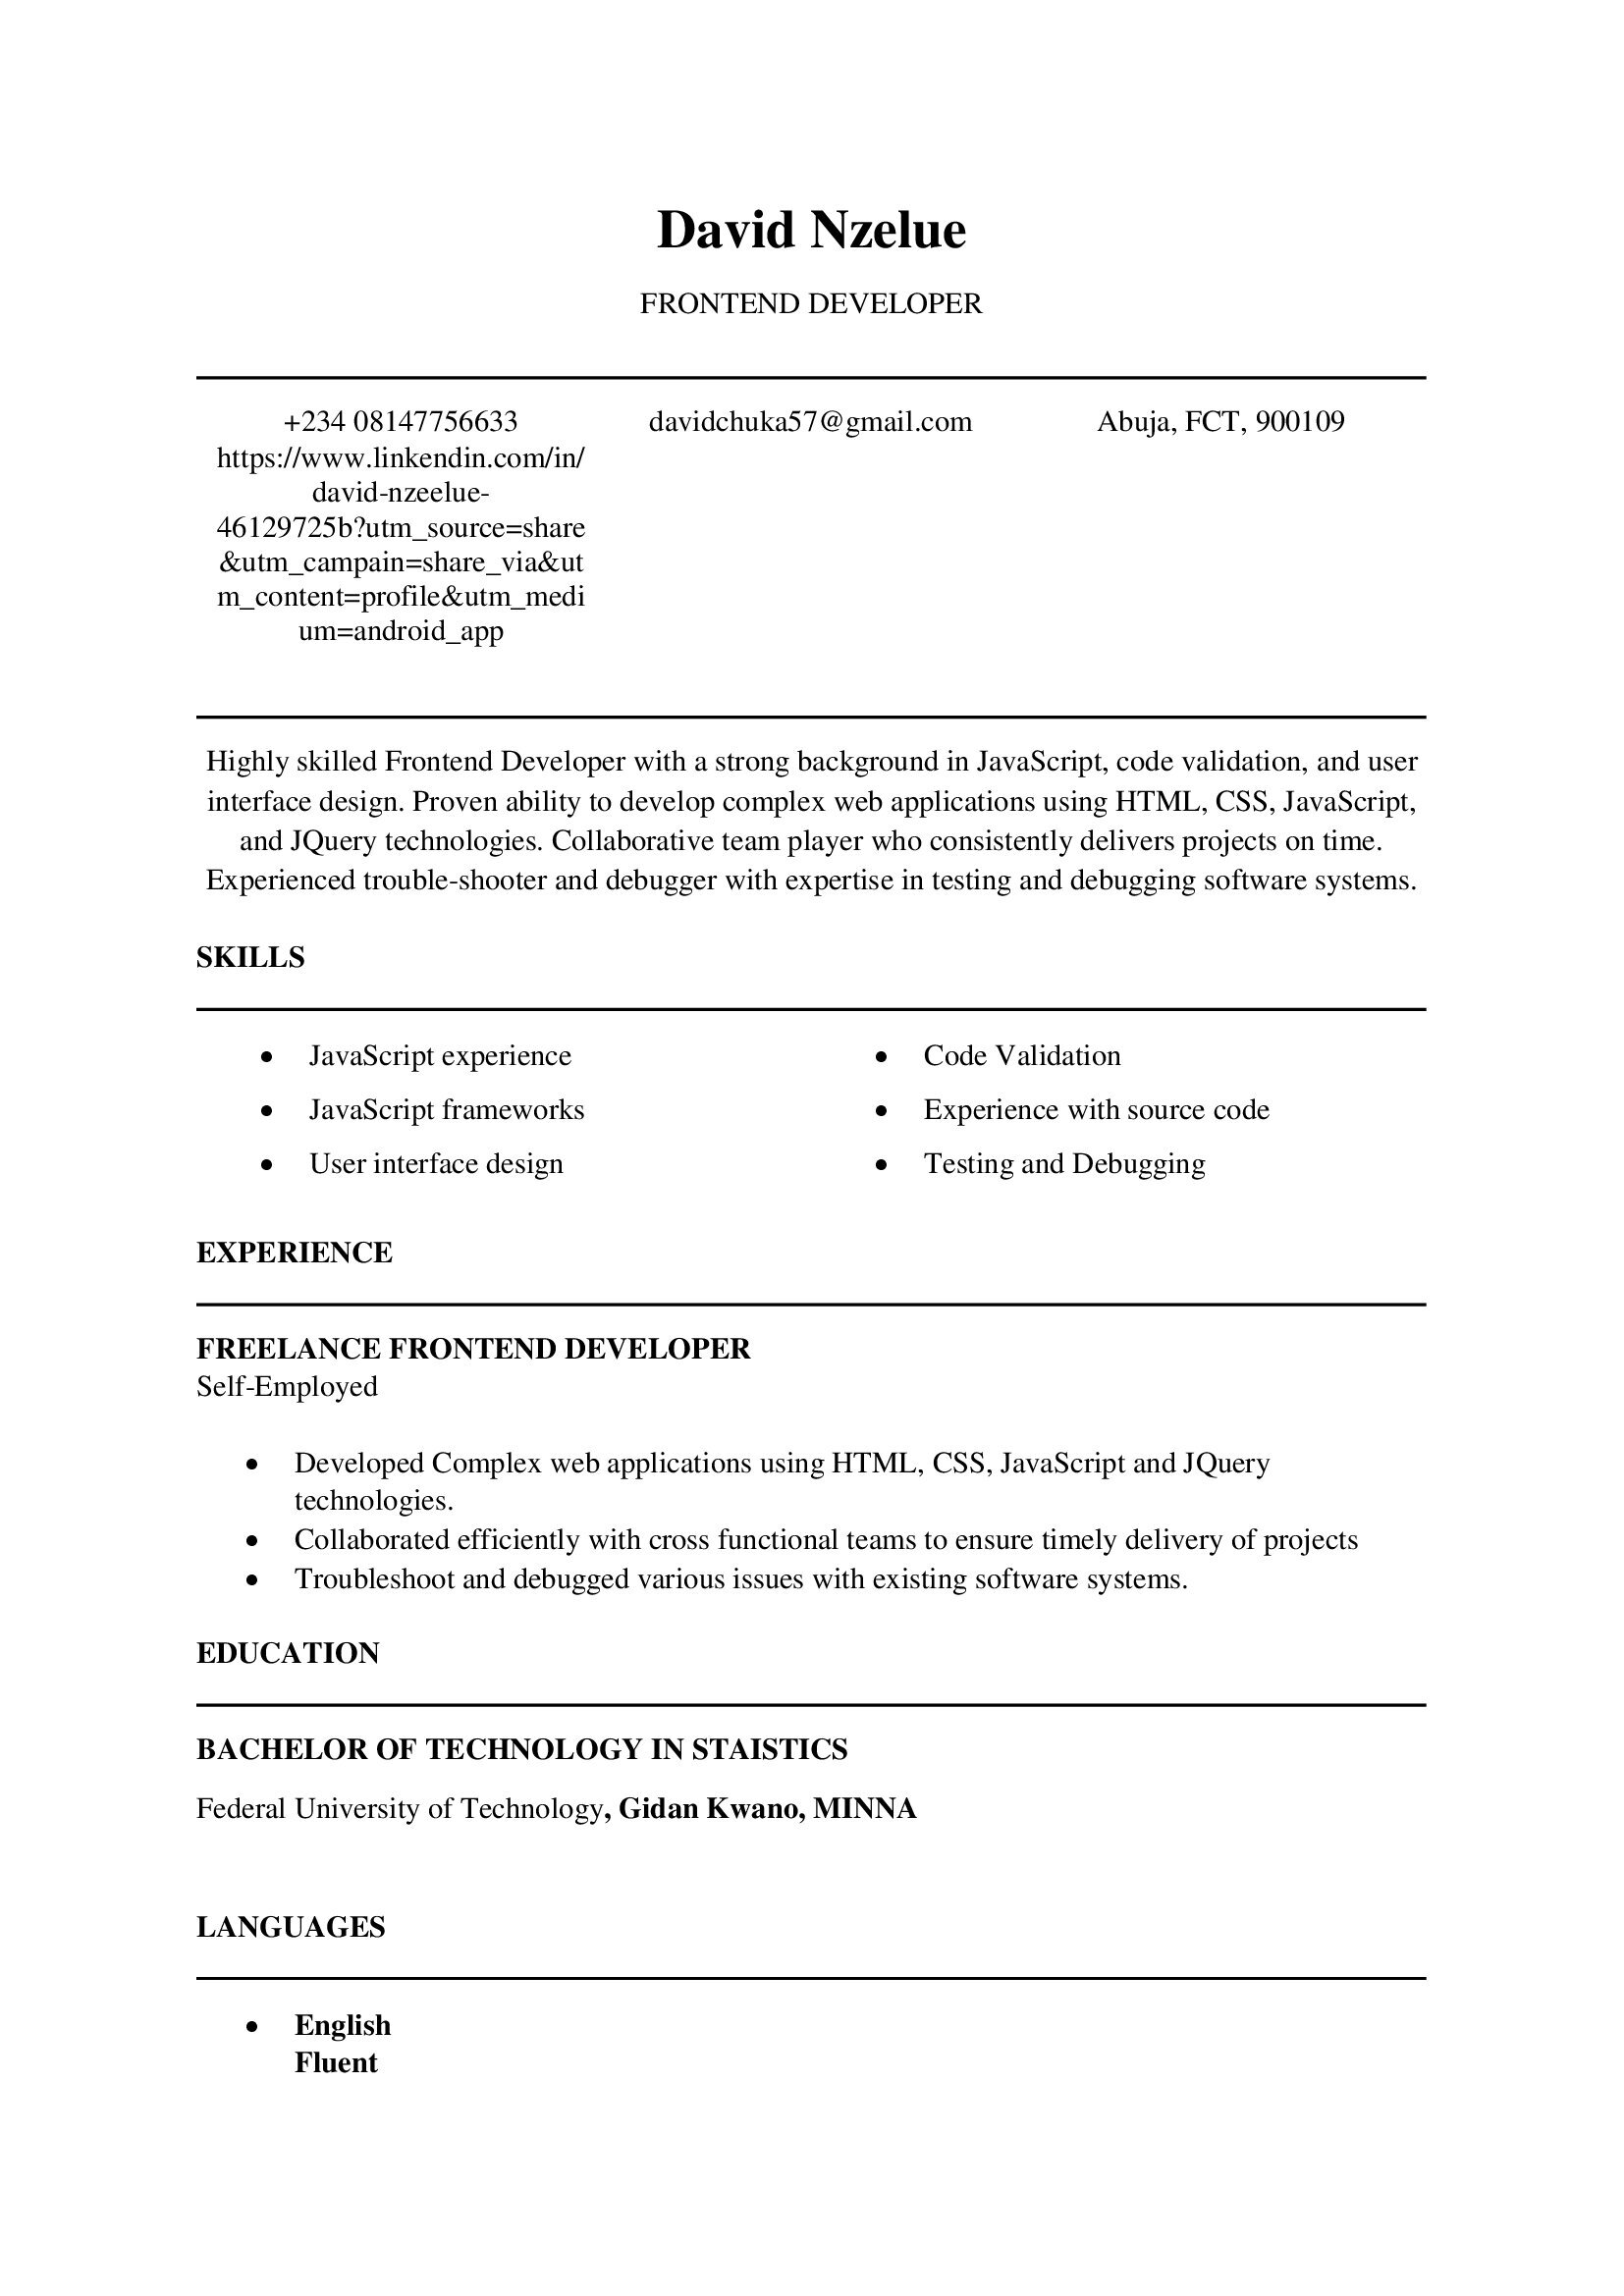 David Nzelue
FRONTEND DEVELOPER
+234 08147756633
https://www.linkendin.com/in/
david-nzeelue-
46129725b?utm_source=share
&utm_campain=share_via&ut
m_content=profile&utm_medi
um=android_app
davidchuka57@gmail.com
Abuja, FCT, 900109
Highly skilled Frontend Developer with a strong background in JavaScript, code validation, and user
interface design. Proven ability to develop complex web applications using HTML, CSS, JavaScript,
and JQuery technologies. Collaborative team player who consistently delivers projects on time.
Experienced trouble-shooter and debugger with expertise in testing and debugging software systems.
SKILLS
• JavaScript experience
• JavaScript frameworks
• User interface design
• Code Validation
• Experience with source code
• Testing and Debugging
EXPERIENCE
FREELANCE FRONTEND DEVELOPER
Self-Employed
• Developed Complex web applications using HTML, CSS, JavaScript and JQuery
technologies.
• Collaborated efficiently with cross functional teams to ensure timely delivery of projects
• Troubleshoot and debugged various issues with existing software systems.
EDUCATION
BACHELOR OF TECHNOLOGY IN STAISTICS
Federal University of Technology, Gidan Kwano, MINNA
LANGUAGES
• English
Fluent